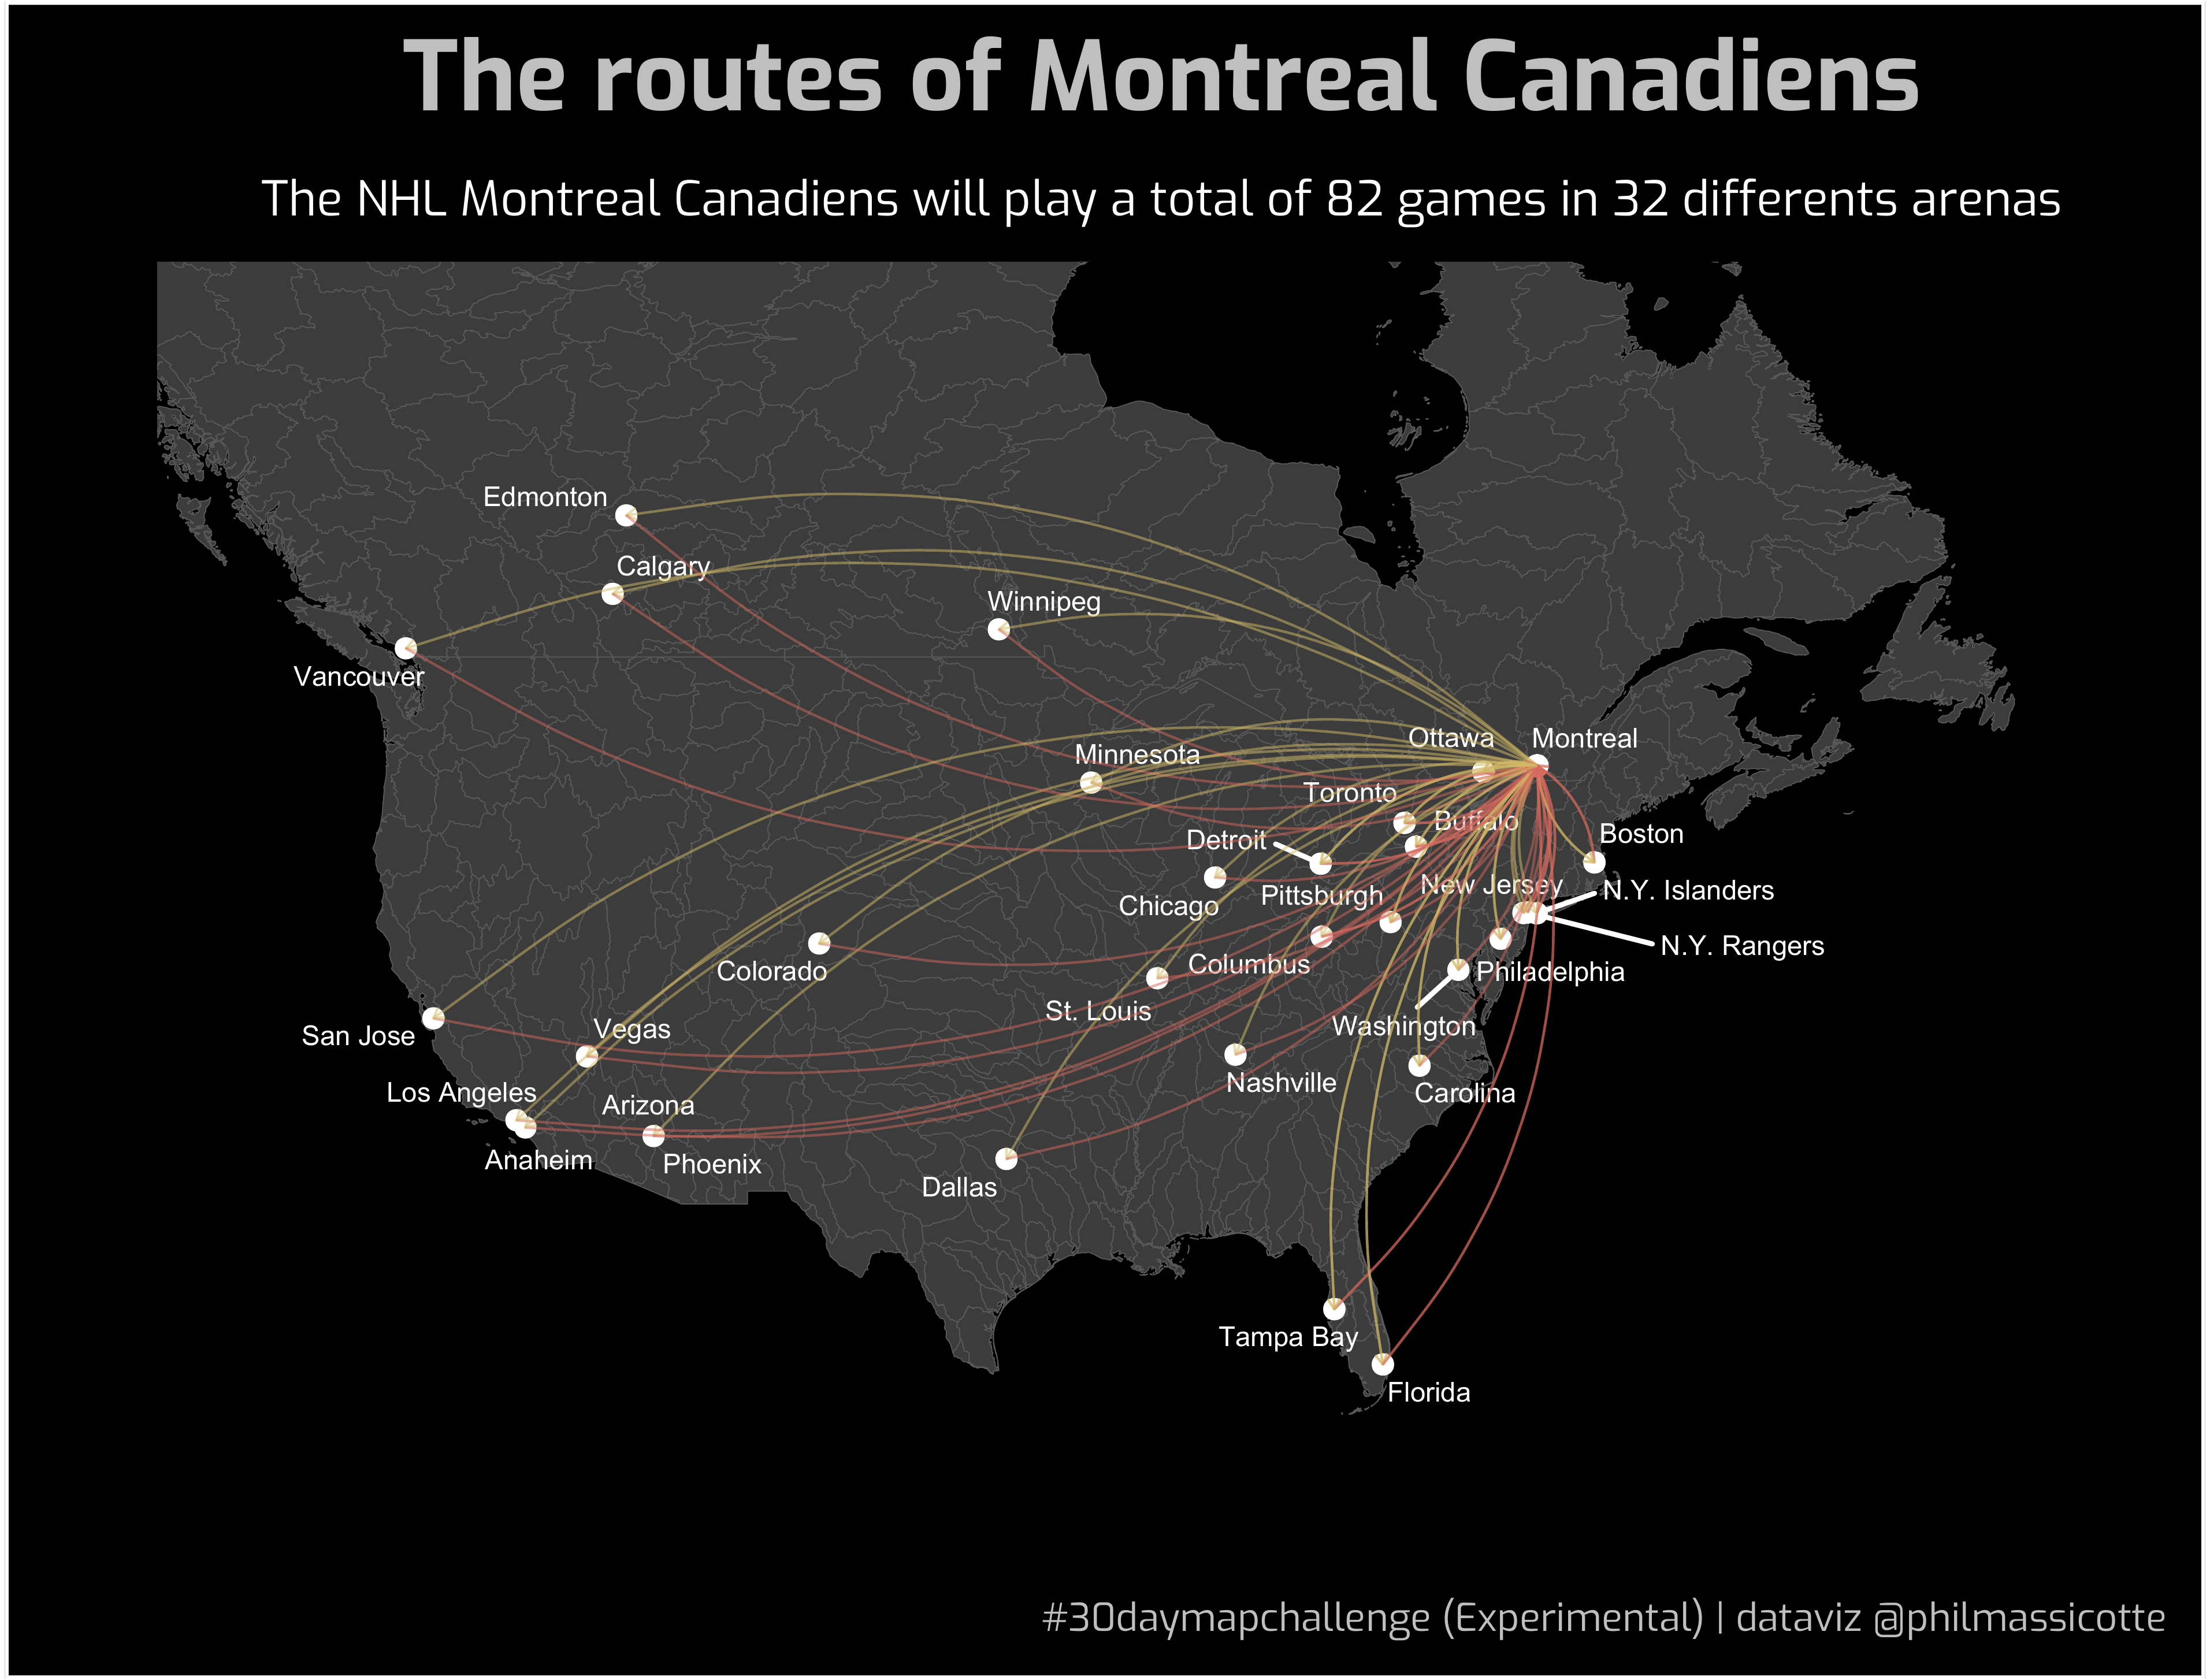 The routes of Montreal Canadiens
The NHL Montreal Canadiens will play a total of 82 games in 32 differents arenas
Edmonton
Calgary
Winnipeg
Vancouver
Ottawa
Montreal
Minnesota
Toronto
Buffalo
Boston
Detroit
New Jersey
N.Y. Islanders
Pittsburgh
Chicago
N.Y. Rangers
Columbus
Colorado
Philadelphia
St. Louis
Washington
San Jose
Vegas
Nashville
Los Angeles
Carolina
Arizona
Anaheim
Phoenix
Dallas
Tampa Bay
Florida
#30daymapchallenge (Experimental) | dataviz @philmassicotte